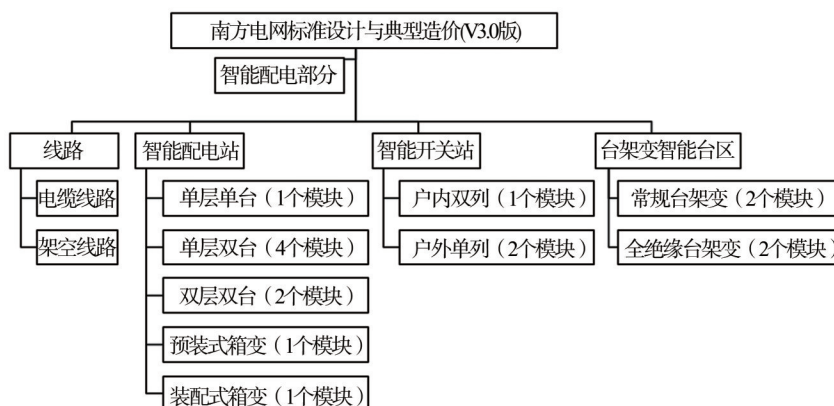 南方电网标准设计与典型造价(V3.0版)
智能配电部分
线路
智能配电站
智能开关站
台架变智能台区
电缆线路
单层单台（1个模块）
户内双列（1个模块）
常规台架变（2个模块）
架空线路
单层双台（4个模块）
户外单列（2个模块）
全绝缘台架变（2个模块）
双层双台（2个模块）
预装式箱变（1个模块）
装配式箱变（1个模块）